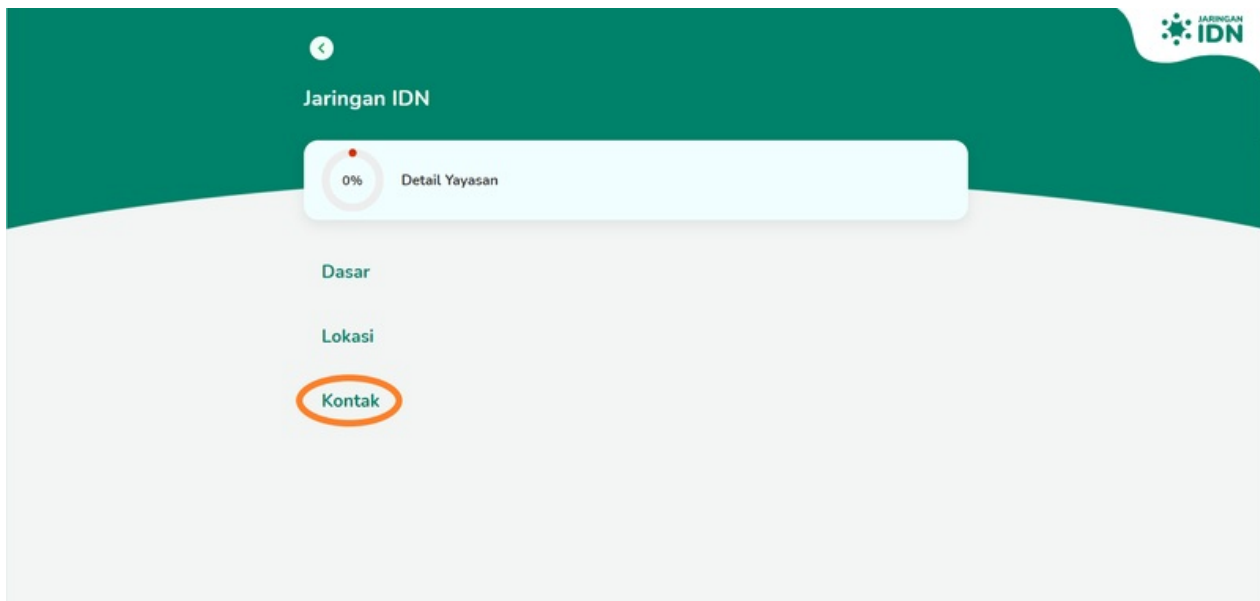 JARINGAN
IDN
Jaringan IDN
0%
Detail Yayasan
Dasar
Lokasi
Kontak